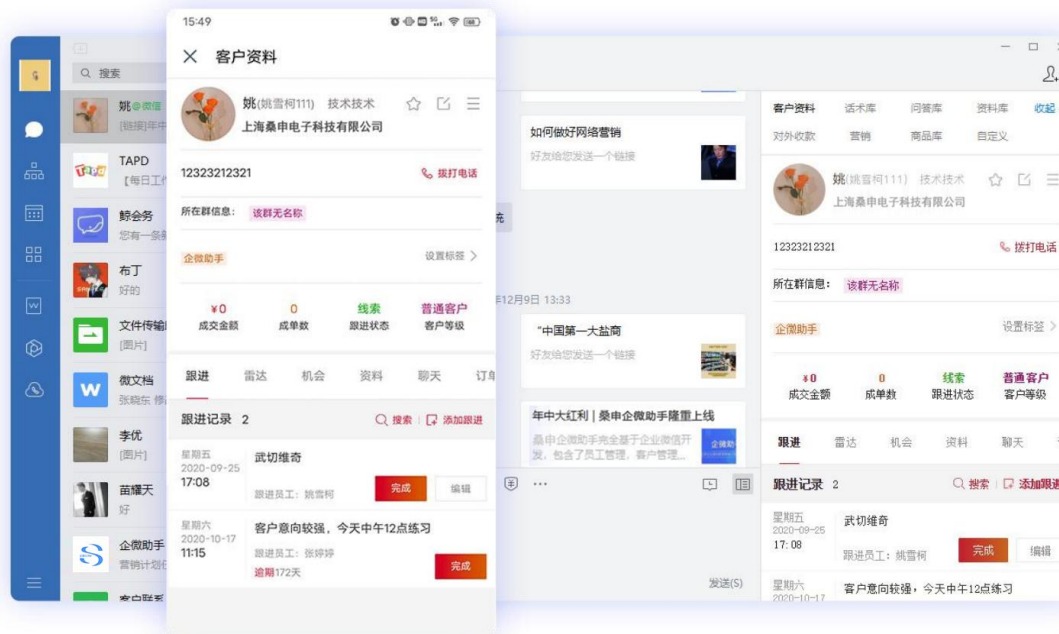 搜索
姚@微信
[链接]年中
TAPD
【每日工作
鲸会务
您有一条新
布丁
好的
文件传输
[图片]
微文档
张晓东 修
李优
[图片]
苗耀天
好
企微助手
营销计划任
客户联系
15:49
客户资料
姚(姚雪柯111) 技术技术
上海桑申电子科技有限公司
12323212321
拨打电话
所在群信息: 该群无名称
企微助手
设置标签
¥0
成交金额
0
成单数
线索
跟进状态
普通客户
客户等级
跟进 雷达 机会 资料 聊天 订单
跟进记录 2
搜索
添加跟进
星期五
2020-09-25
17:08
武切维奇
跟进员工: 姚雪柯
完成
编辑
星期六
2020-10-17
11:15
客户意向较强, 今天中午12点练习
跟进员工: 张婷婷
逾期172天
完成
如何做好网络营销
好友给您发送一个链接
统
年12月9日 13:33
“中国第一大盐商
好友给您发送一个链接
年中大红利 | 桑申企微助手隆重上线
桑申企微助手完全基于企业微信开
发, 包含了员工管理, 客户管理...
企微助
发送(S)
客户资料 话术库 问答库 资料库 收起
对外收款 营销 商品库 自定义
姚(姚雪柯111) 技术技术
上海桑申电子科技有限公司
12323212321
拨打电话
所在群信息: 该群无名称
企微助手
设置标签
¥0
成交金额
0
成单数
线索
跟进状态
普通客户
客户等级
跟进 雷达 机会 资料 聊天
跟进记录 2
搜索
添加跟进
星期五
2020-09-25
17:08
武切维奇
跟进员工: 姚雪柯
完成
编辑
星期六
2020-10-17
客户意向较强, 今天中午12点练习